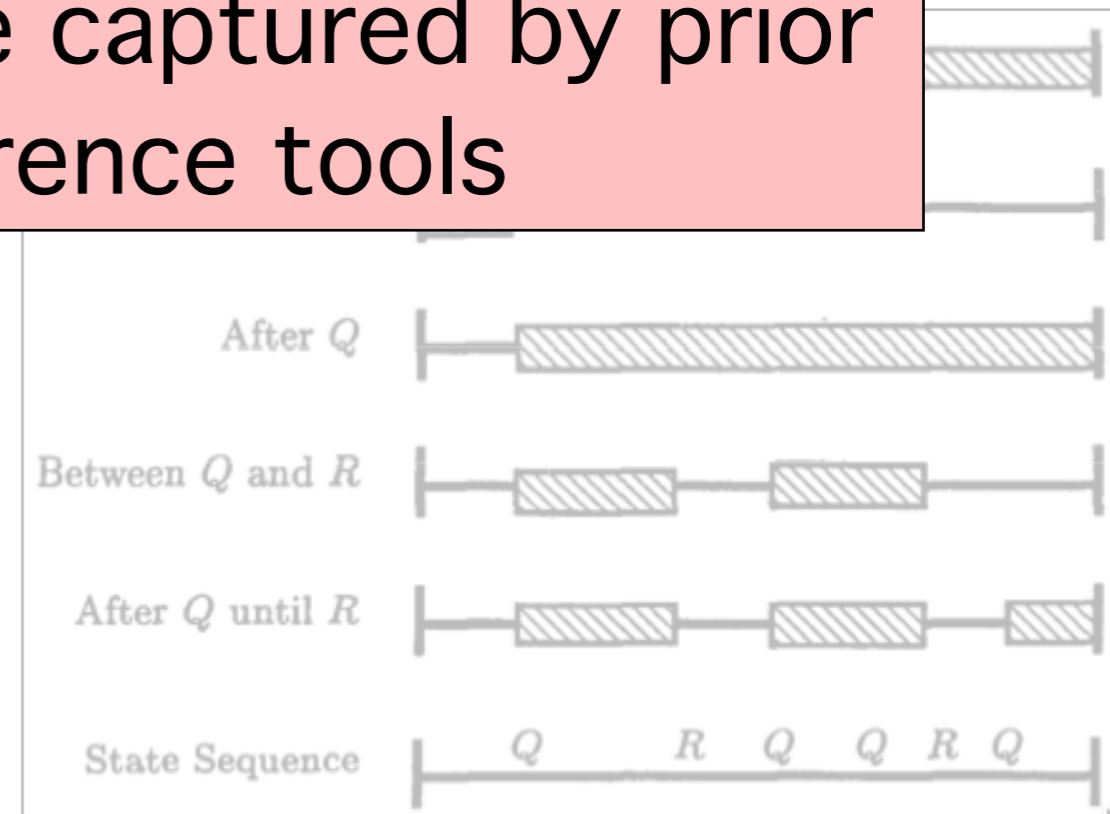 e captured by prior
rence tools
After Q
Between Q and R
After Q until R
Q R Q Q R Q
State Sequence